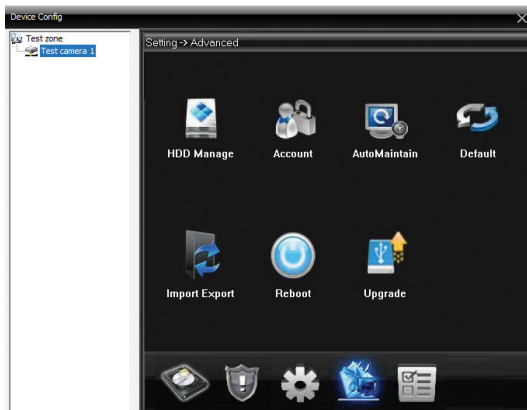 Device Config
Test zone
Test camera 1
Setting -> Advanced
HDD Manage
Account
AutoMaintain
Default
Import Export
Reboot
Upgrade